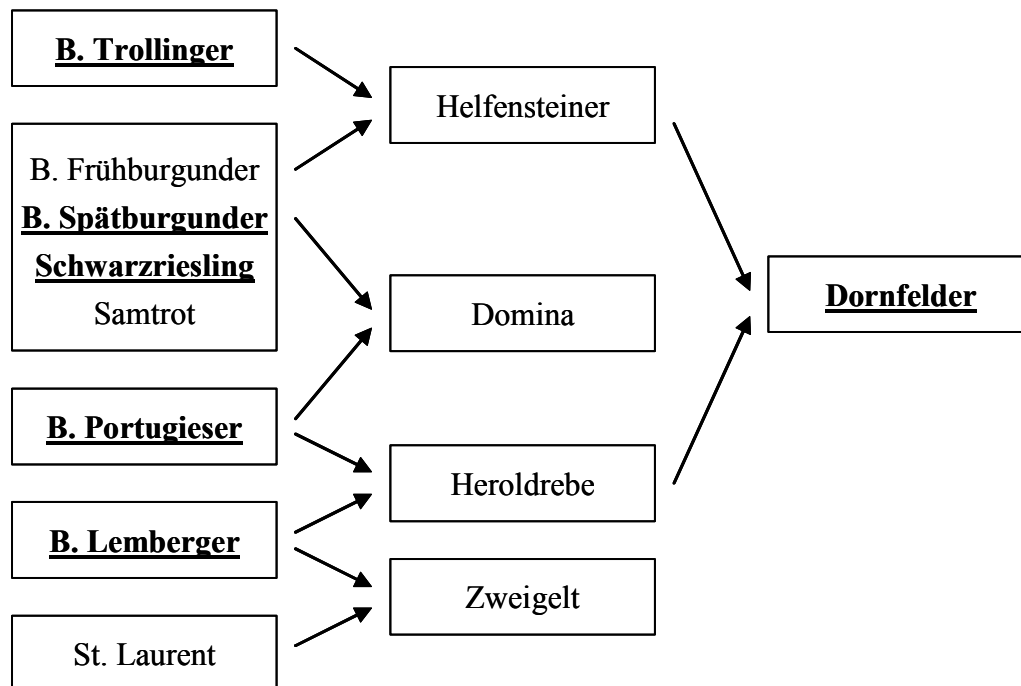 B. Trollinger
B. Frühburgunder
B. Spätburgunder
Schwarzriesling
Samtrot
B. Portugieser
B. Lemberger
St. Laurent
Helfensteiner
Domina
Heroldrebe
Zweigelt
Dornfelder